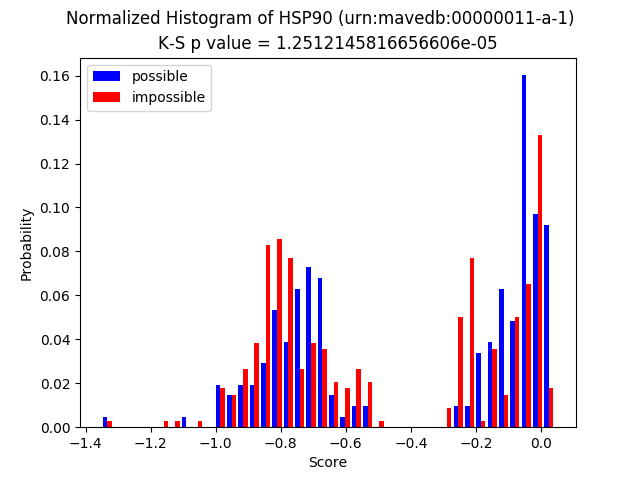 Normalized Histogram of HSP90 (urn:mavedb:00000011-a-1)
K-S p value = 1.2512145816656606e-05
possible
impossible
0.16
0.14
0.12
0.10
0.08
0.06
0.04
0.02
0.00
Probability
−1.4 −1.2 −1.0 −0.8 −0.6 −0.4 −0.2 0.0
Score